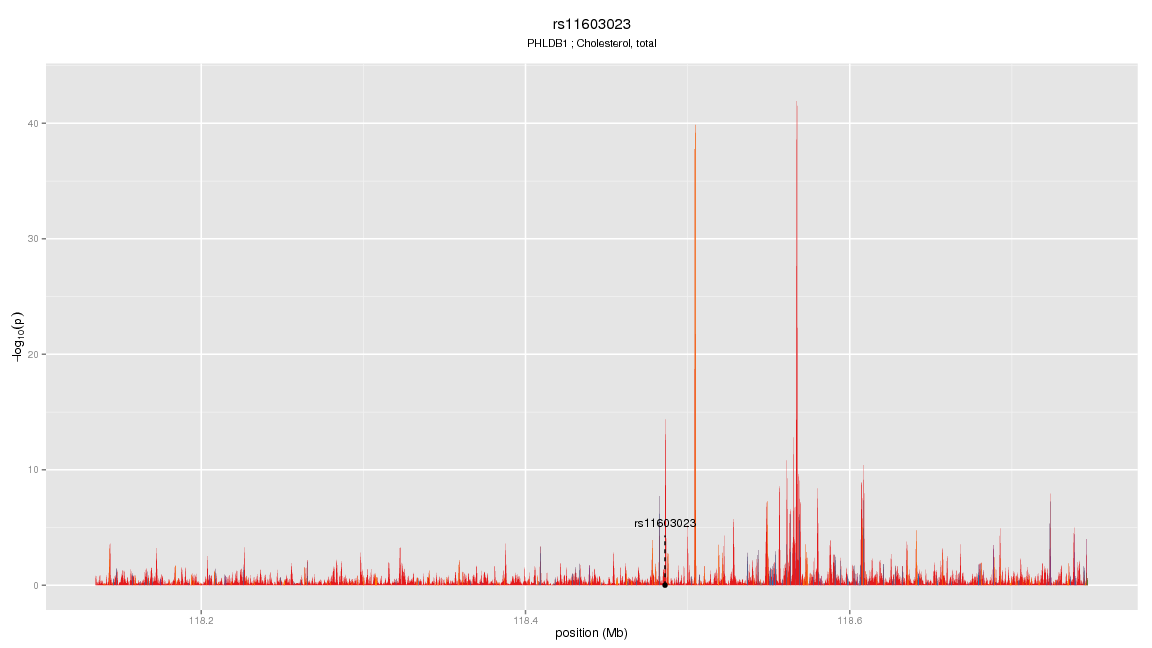 rs11603023
PHLDB1 ; Cholesterol, total
−log10(p)
40
30
20
10
0
rs11603023
118.2
118.4
118.6
position (Mb)